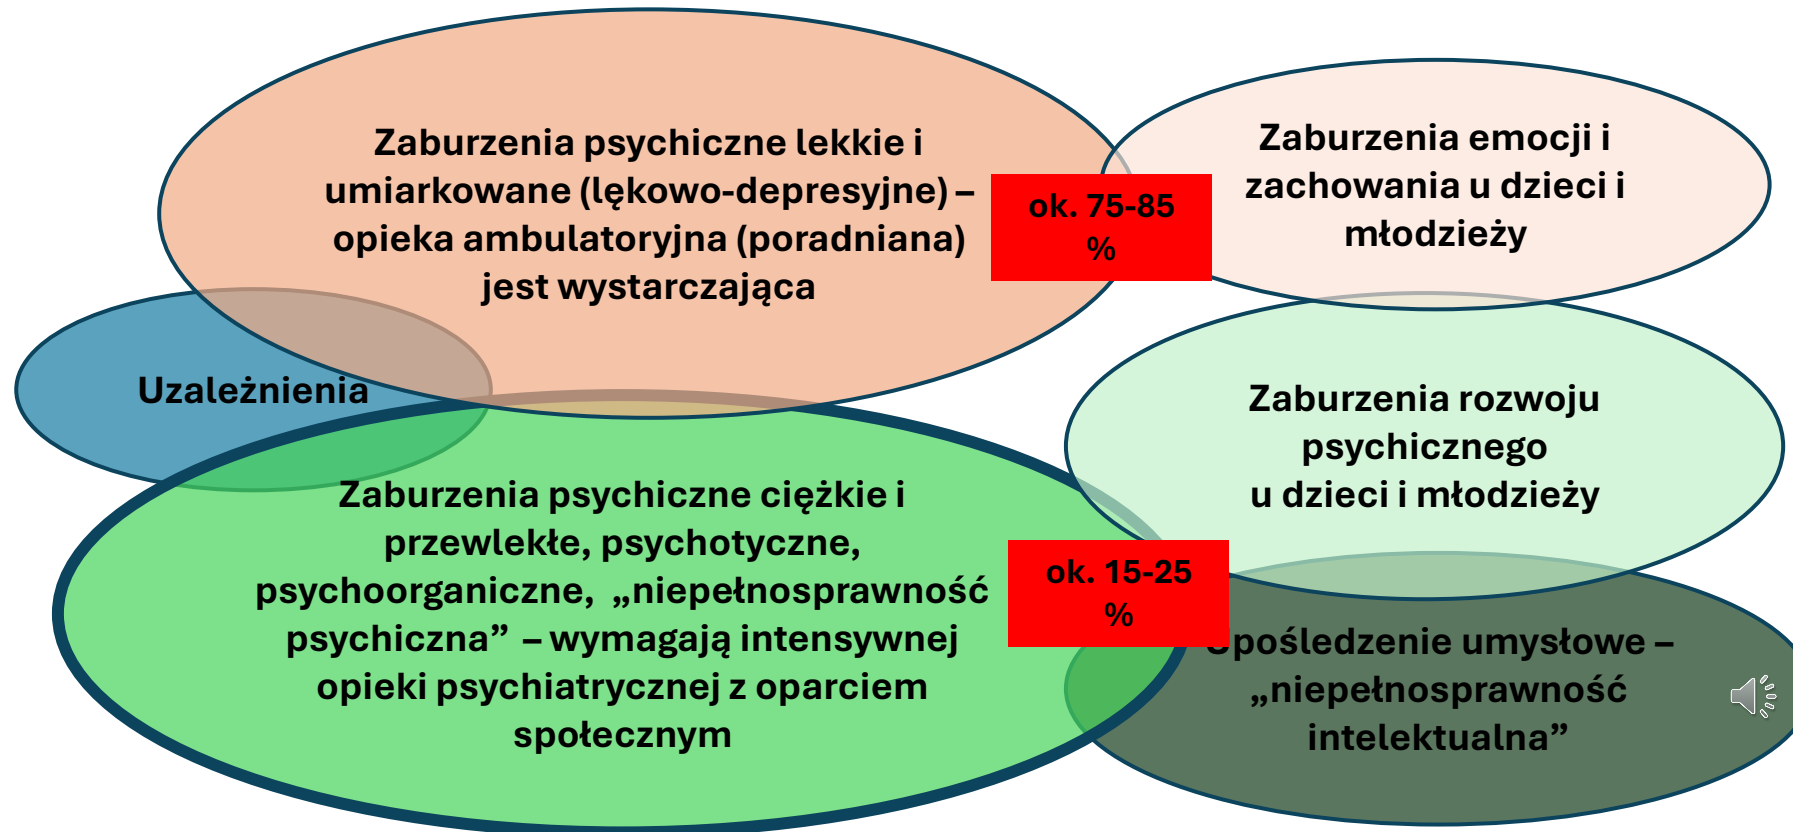 Zaburzenia psychiczne lekkie i
umiarkowane (lękowo-depresyjne) –
opieka ambulatoryjna (poradniana)
jest wystarczająca
ok. 75-85
%
Zaburzenia emocji i
zachowania u dzieci i
młodzieży
Uzależnienia
Zaburzenia rozwoju
psychicznego
u dzieci i młodzieży
Zaburzenia psychiczne ciężkie i
przewlekłe, psychotyczne,
psychoorganiczne, „niepełnosprawność
psychiczna” – wymagają intensywnej
opieki psychiatrycznej z oparciem
społecznym
ok. 15-25
%
pośledzenie umysłowe –
„niepełnosprawność
intelektualna”